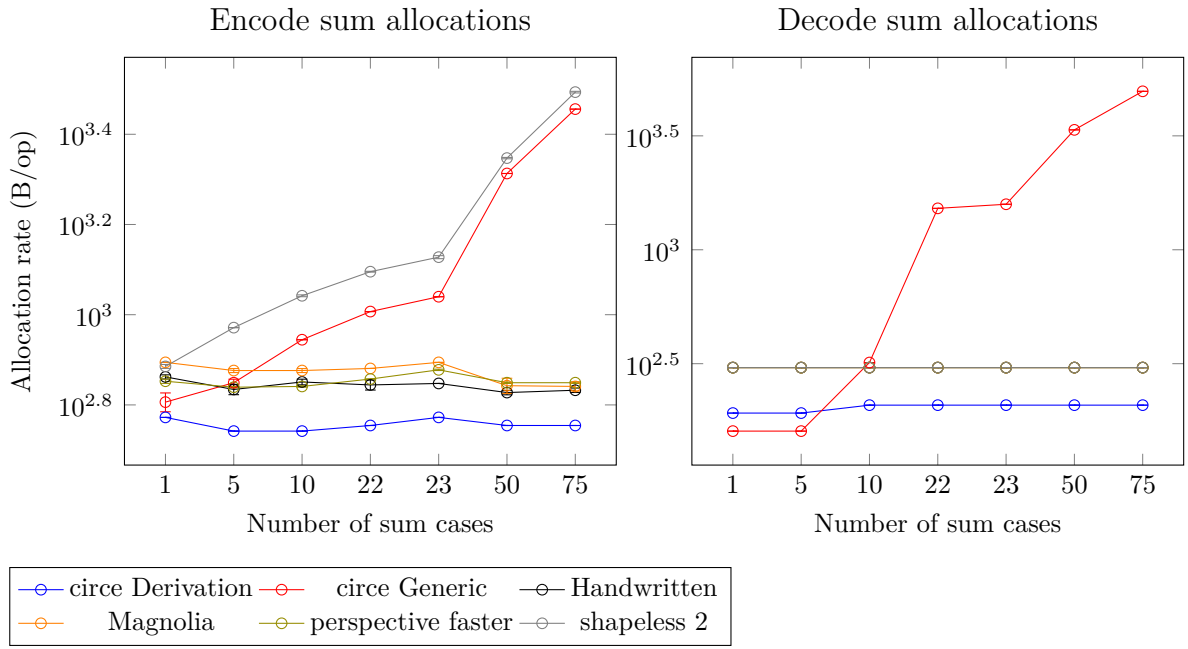 Encode sum allocations
Decode sum allocations
Allocation rate (B/op)
10^3.4
10^3.2
10^3
10^2.8
1 5 10 22 23 50 75
Number of sum cases
10^3.5
10^3
10^2.5
1 5 10 22 23 50 75
Number of sum cases
circe Derivation circe Generic Handwritten
Magnolia perspective faster shapeless 2